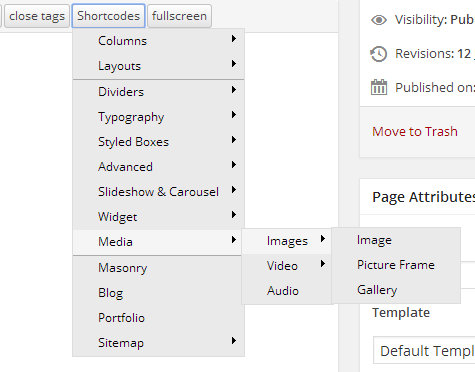 close tags Shortcodes fullscreen
Columns
Layouts
Dividers
Typography
Styled Boxes
Advanced
Slideshow & Carousel
Widget
Media
Masonry
Blog
Portfolio
Sitemap
Images
Video
Audio
Image
Picture Frame
Gallery
Visibility: Pub
Revisions: 12
Published on:
Move to Trash
Page Attributes
Template
Default Templ